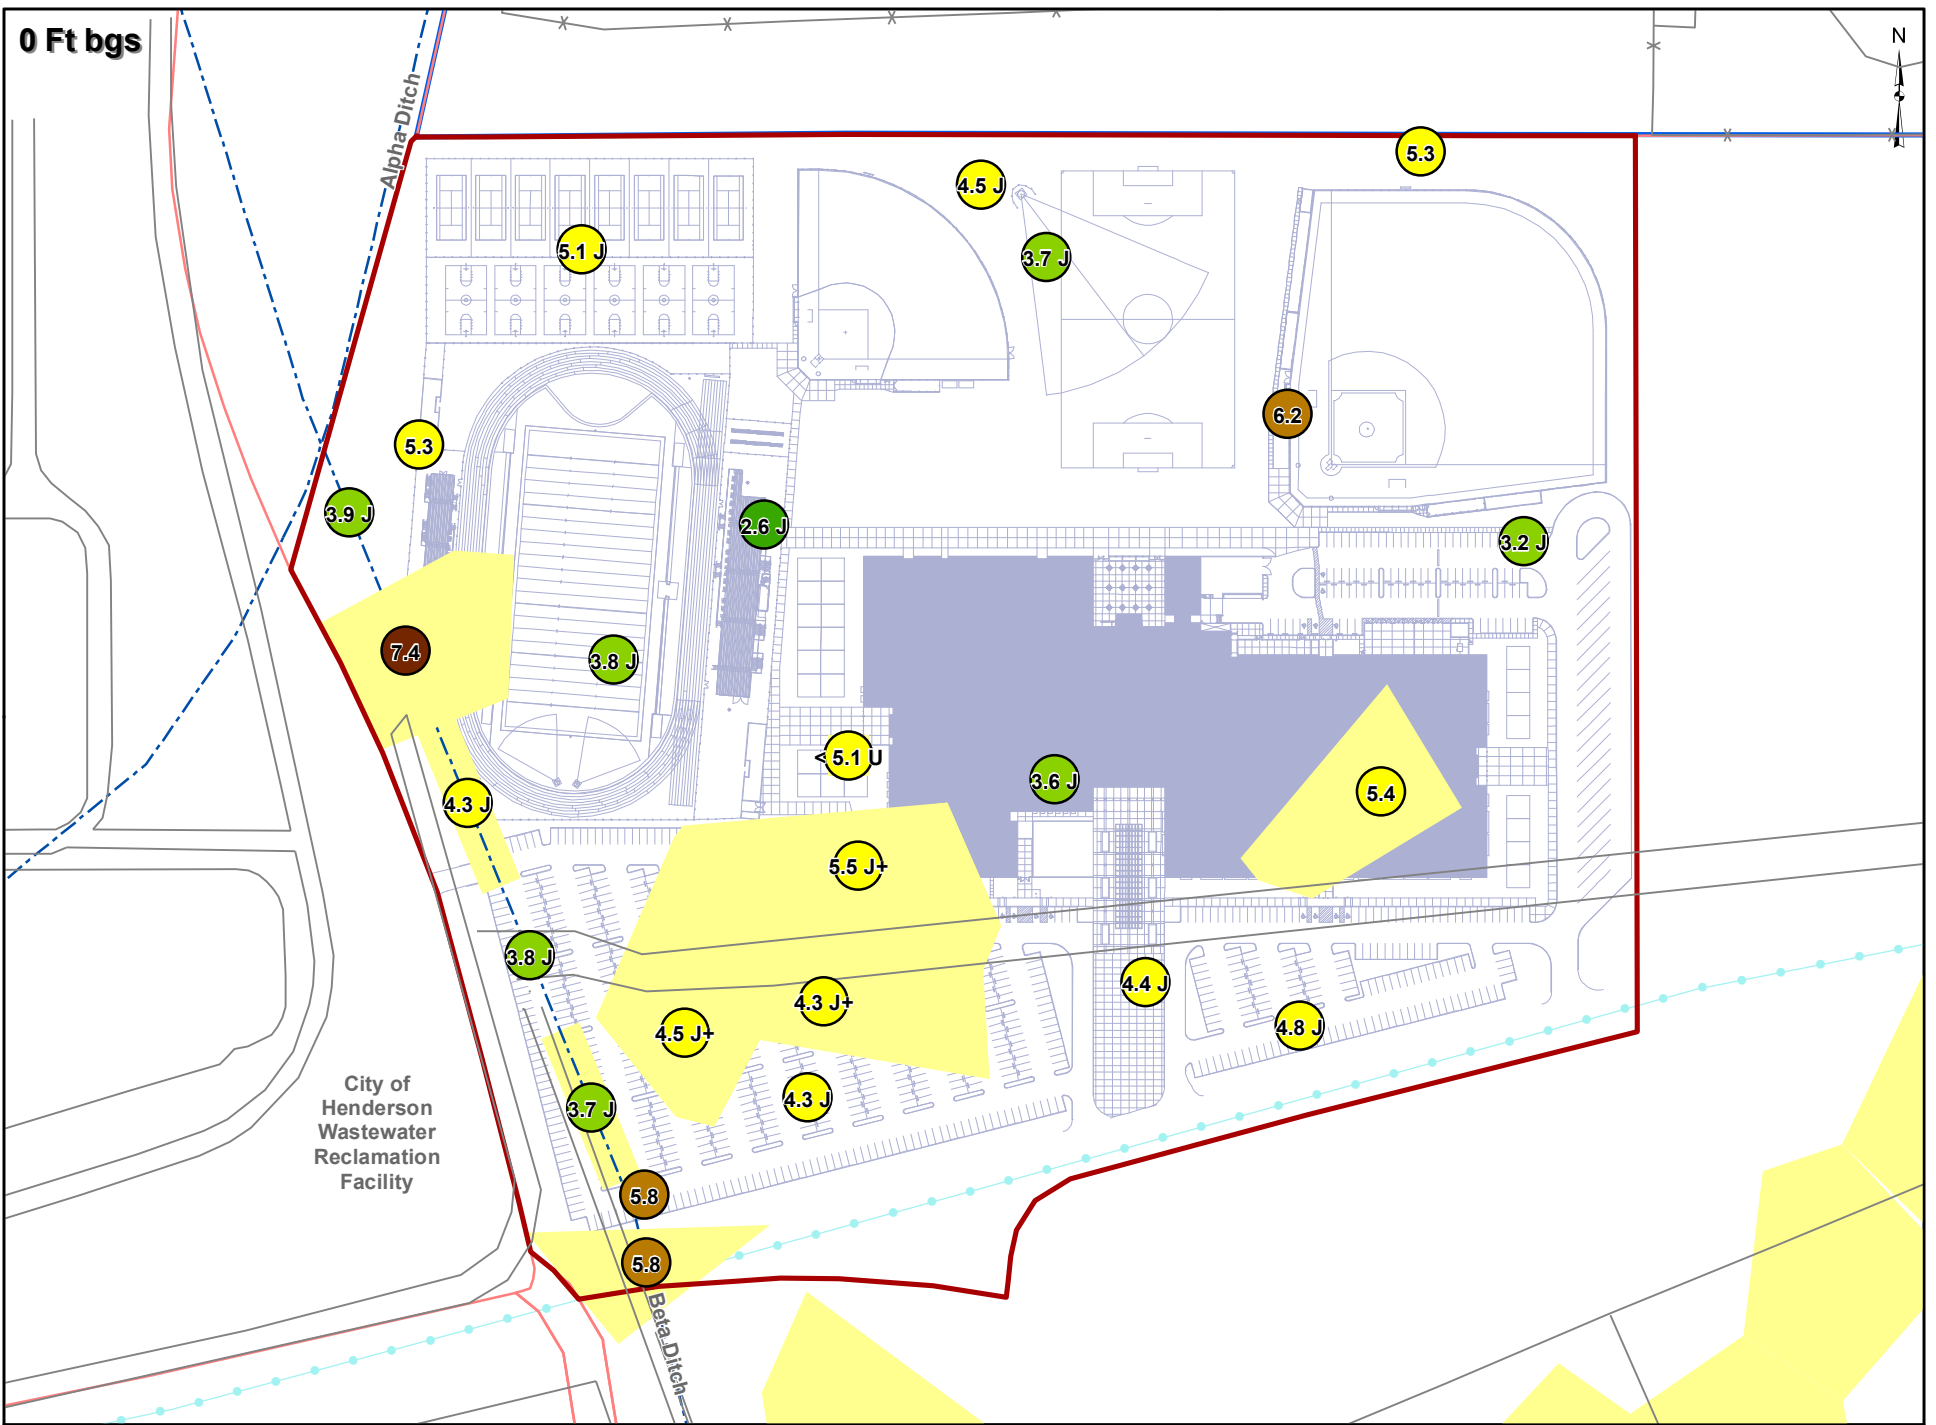 0 Ft bgs
N
Alpha Ditch
5.3
4.5 J
5.1 J
3.7 J
6.2
5.3
3.9 J
2.6 J
3.2 J
7.4
3.8 J
< 5.1 U
3.6 J
5.4
4.3 J
5.5 J+
3.8 J
4.4 J
4.3 J+
4.5 J+
4.8 J
4.3 J
3.7 J
City of
Henderson
Wastewater
Reclamation
Facility
5.8
5.8
Beta Ditch